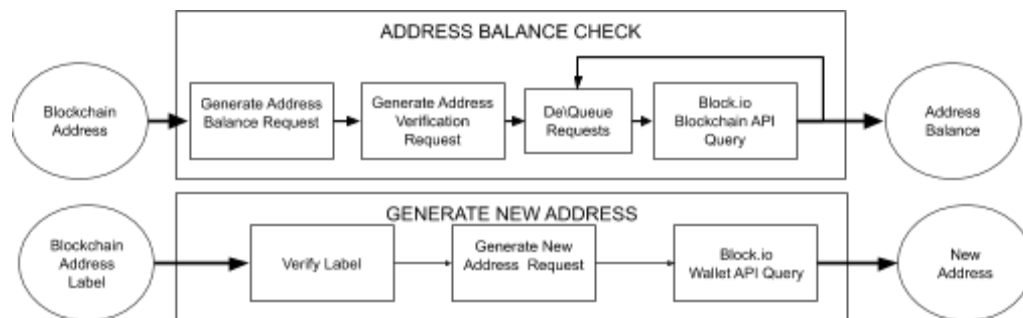 ADDRESS BALANCE CHECK
Blockchain
Address
Generate Address
Balance Request
Generate Address
Verification
Request
De\Queue
Requests
Block.io
Blockchain API
Query
Address
Balance
GENERATE NEW ADDRESS
Blockchain
Address
Label
Verify Label
Generate New
Address Request
Block.io
Wallet API Query
New
Address